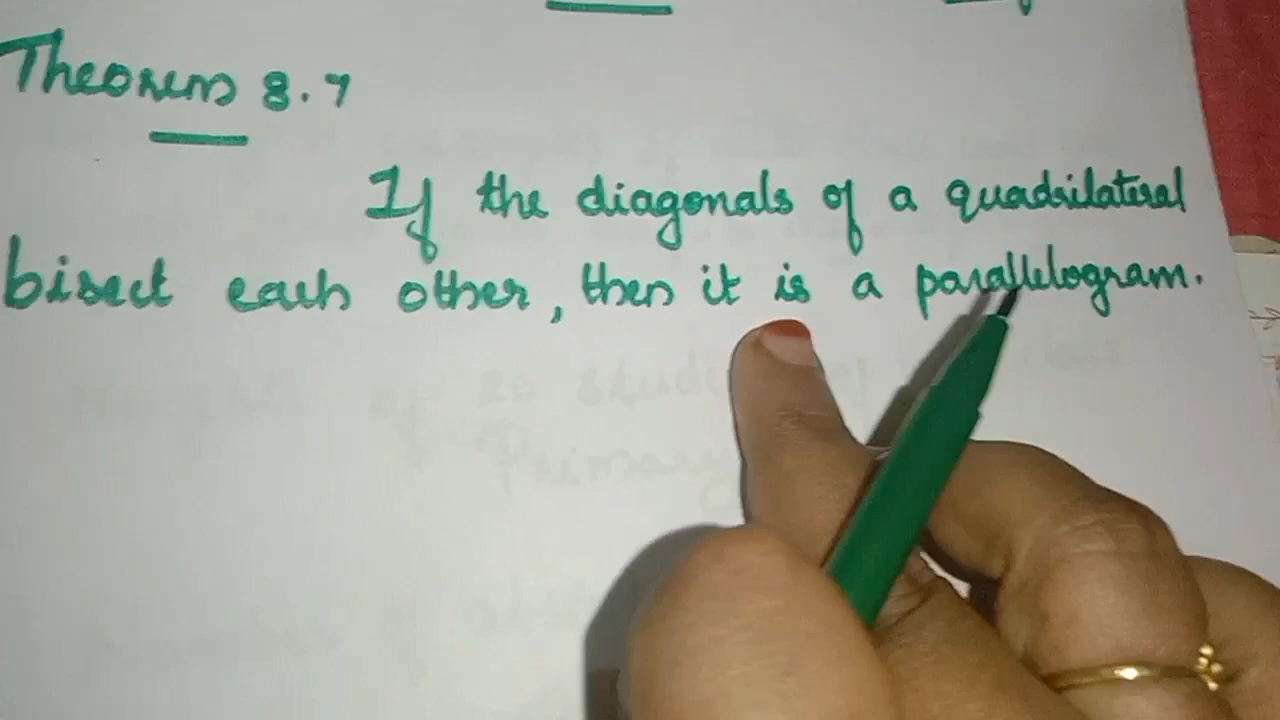 Theorem 8.7
If the diagonals of a quadrilateral
bisect each other, then it is a parallelogram.